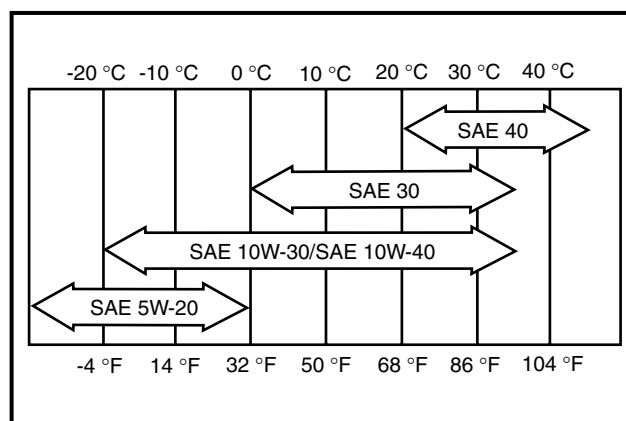 -20 °C -10 °C 0 °C 10 °C 20 °C 30 °C 40 °C
SAE 40
SAE 30
SAE 10W-30/SAE 10W-40
SAE 5W-20
-4 °F 14 °F 32 °F 50 °F 68 °F 86 °F 104 °F